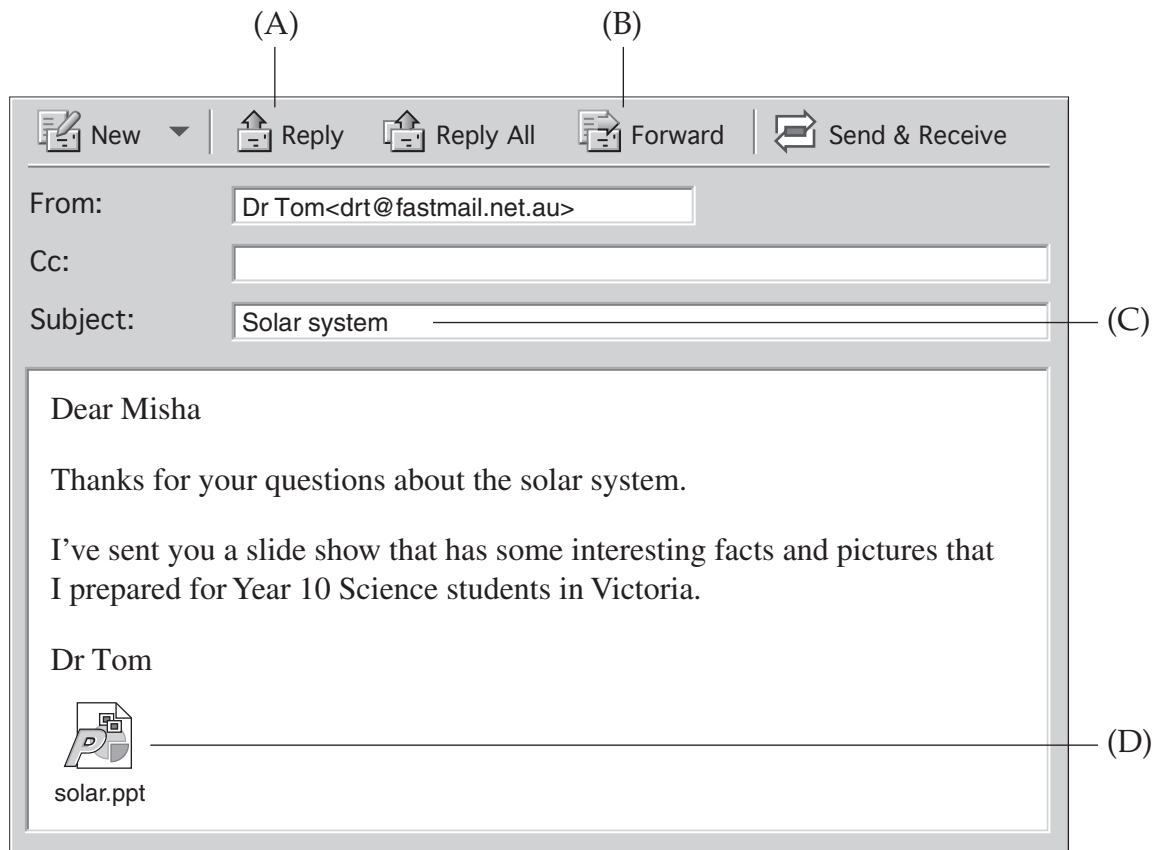 (A) (B)
New Reply Reply All Forward Send & Receive
From: Dr Tom<drt@fastmail.net.au>
Cc:
Subject: Solar system (C)
Dear Misha
Thanks for your questions about the solar system.
I’ve sent you a slide show that has some interesting facts and pictures that
I prepared for Year 10 Science students in Victoria.
Dr Tom
P (D)
solar.ppt